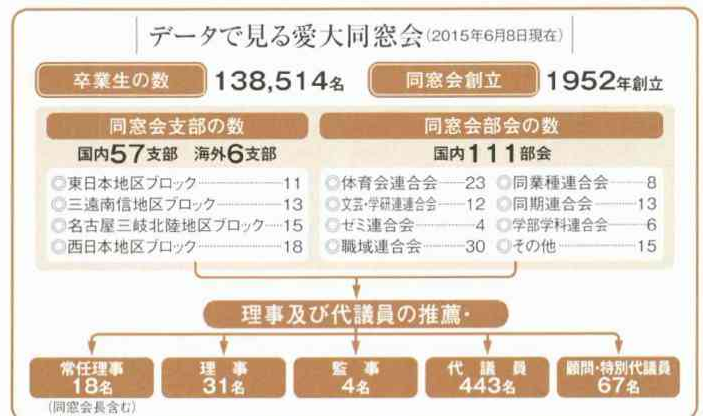 データで見る愛大同窓会(2015年6月8日現在)
卒業生の数 138,514名 同窓会創立 1952年創立
同窓会支部の数
国内57支部 海外6支部
◎東日本地区ブロック 11
◎三遠南信地区ブロック 13
◎名古屋三岐北陸地区ブロック 15
◎西日本地区ブロック 18
同窓会部会の数
国内111部会
◎体育会連合会 23 ◎同業種連合会 8
◎文芸・学研連連合会 12 ◎同期連合会 13
◎ゼミ連合会 4 ◎学部学科連合会 6
◎職域連合会 30 ◎その他 15
理事及び代議員の推薦・
常任理事
18名
(同窓会長含む)
理事
31名
監事
4名
代議員
443名
顧問・特別代議員
67名